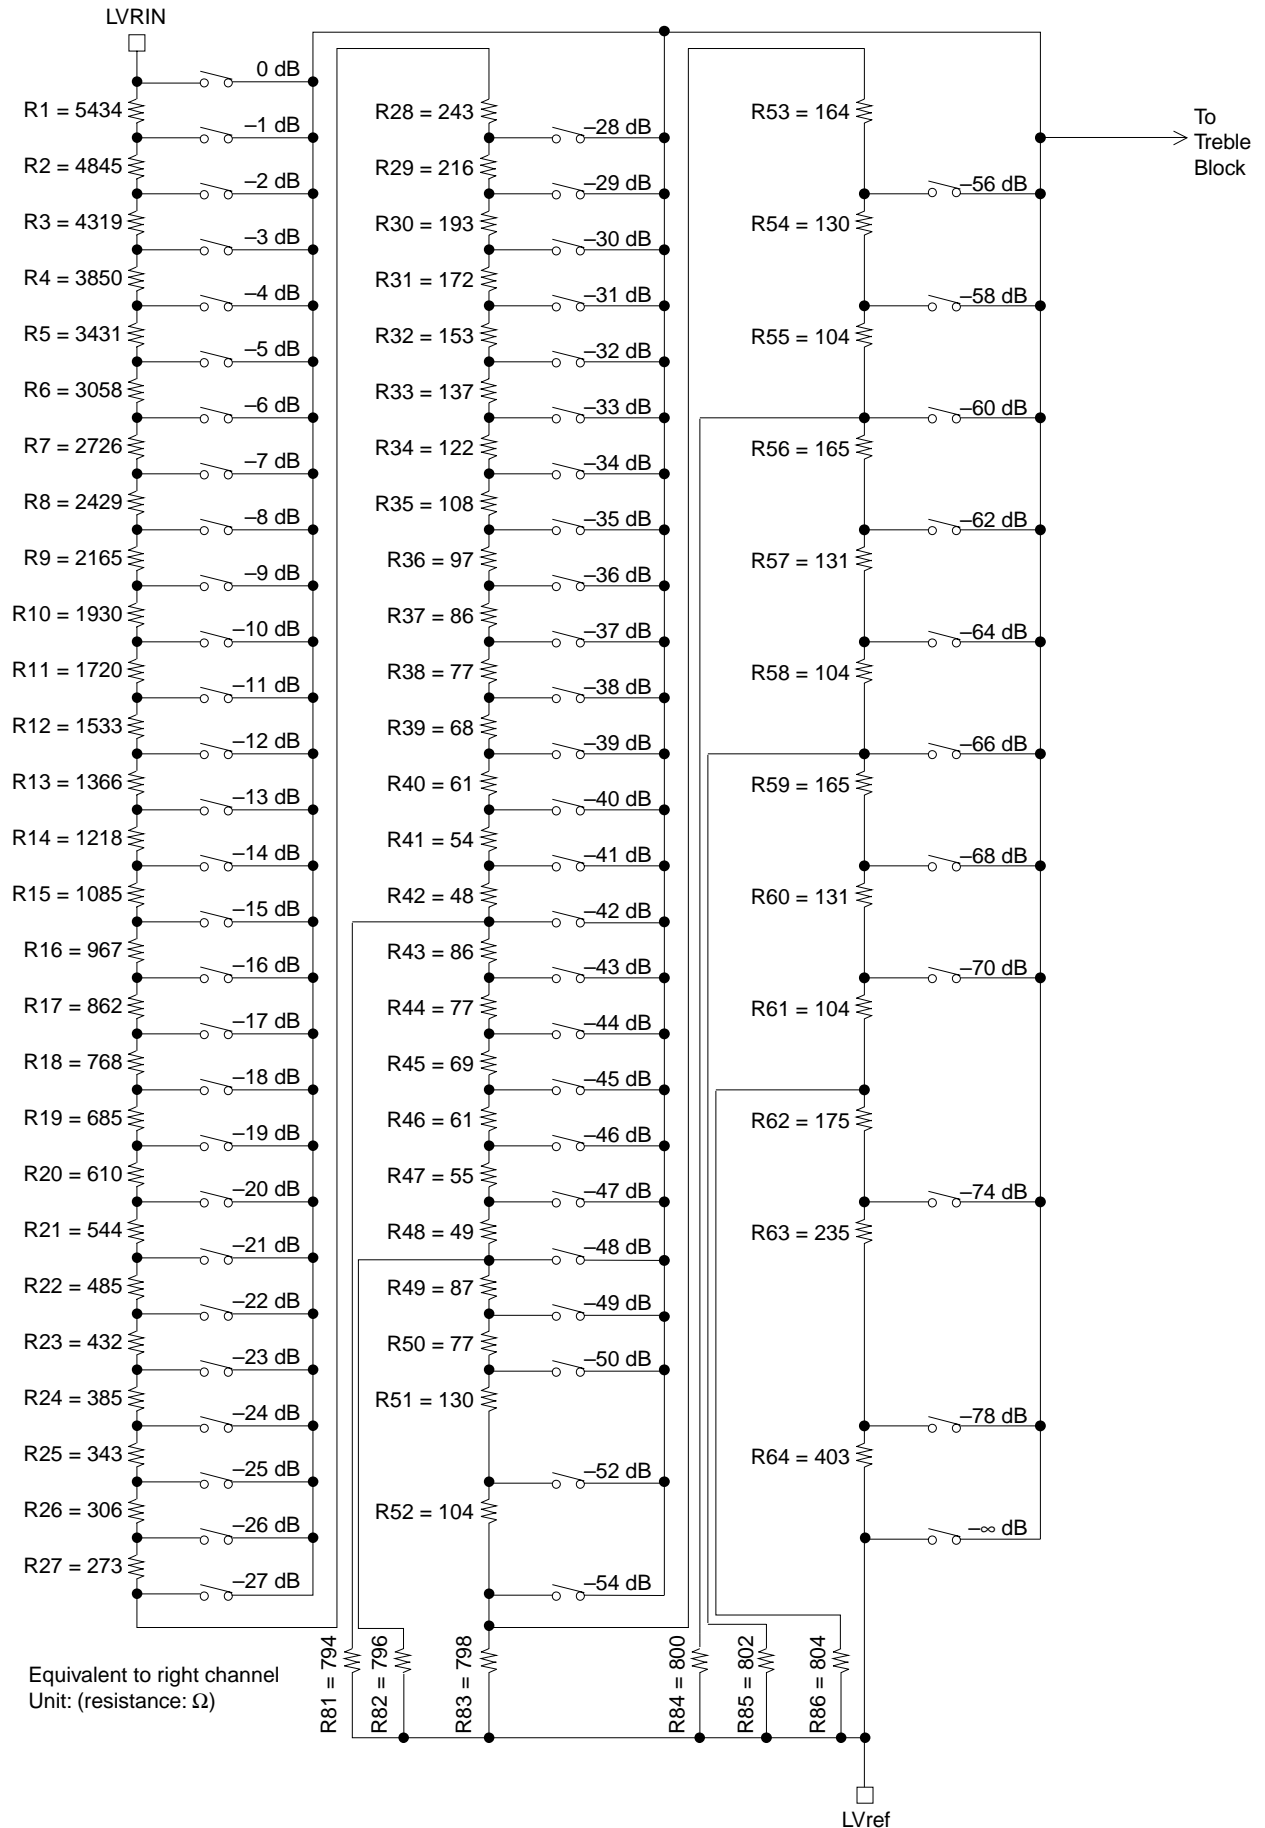 LVRIN
0 dB
R1 = 5434
–1 dB
R2 = 4845
–2 dB
R3 = 4319
–3 dB
R4 = 3850
–4 dB
R5 = 3431
–5 dB
R6 = 3058
–6 dB
R7 = 2726
–7 dB
R8 = 2429
–8 dB
R9 = 2165
–9 dB
R10 = 1930
–10 dB
R11 = 1720
–11 dB
R12 = 1533
–12 dB
R13 = 1366
–13 dB
R14 = 1218
–14 dB
R15 = 1085
–15 dB
R16 = 967
–16 dB
R17 = 862
–17 dB
R18 = 768
–18 dB
R19 = 685
–19 dB
R20 = 610
–20 dB
R21 = 544
–21 dB
R22 = 485
–22 dB
R23 = 432
–23 dB
R24 = 385
–24 dB
R25 = 343
–25 dB
R26 = 306
–26 dB
R27 = 273
–27 dB
R28 = 243
–28 dB
R29 = 216
–29 dB
R30 = 193
–30 dB
R31 = 172
–31 dB
R32 = 153
–32 dB
R33 = 137
–33 dB
R34 = 122
–34 dB
R35 = 108
–35 dB
R36 = 97
–36 dB
R37 = 86
–37 dB
R38 = 77
–38 dB
R39 = 68
–39 dB
R40 = 61
–40 dB
R41 = 54
–41 dB
R42 = 48
–42 dB
R43 = 86
–43 dB
R44 = 77
–44 dB
R45 = 69
–45 dB
R46 = 61
–46 dB
R47 = 55
–47 dB
R48 = 49
–48 dB
R49 = 87
–49 dB
R50 = 77
–50 dB
R51 = 130
–52 dB
R52 = 104
–54 dB
R53 = 164
–56 dB
R54 = 130
–58 dB
R55 = 104
–60 dB
R56 = 165
–62 dB
R57 = 131
–64 dB
R58 = 104
–66 dB
R59 = 165
–68 dB
R60 = 131
–70 dB
R61 = 104
R62 = 175
–74 dB
R63 = 235
–78 dB
R64 = 403
–∞ dB
To
Treble
Block
R81 = 794
R82 = 796
R83 = 798
R84 = 800
R85 = 802
R86 = 804
Equivalent to right channel
Unit: (resistance: Ω)
LVref